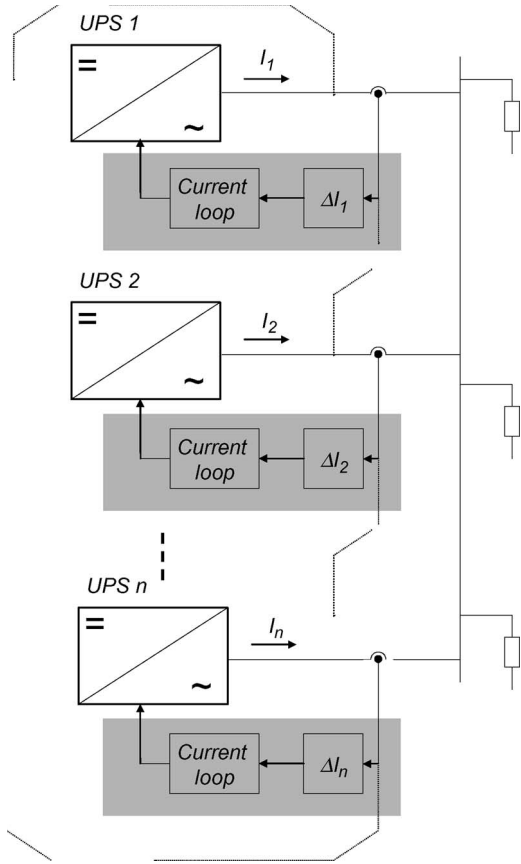 UPS 1
I1
=
~
Current
loop
ΔI1
UPS 2
I2
=
~
Current
loop
ΔI2
UPS n
In
=
~
Current
loop
ΔIn